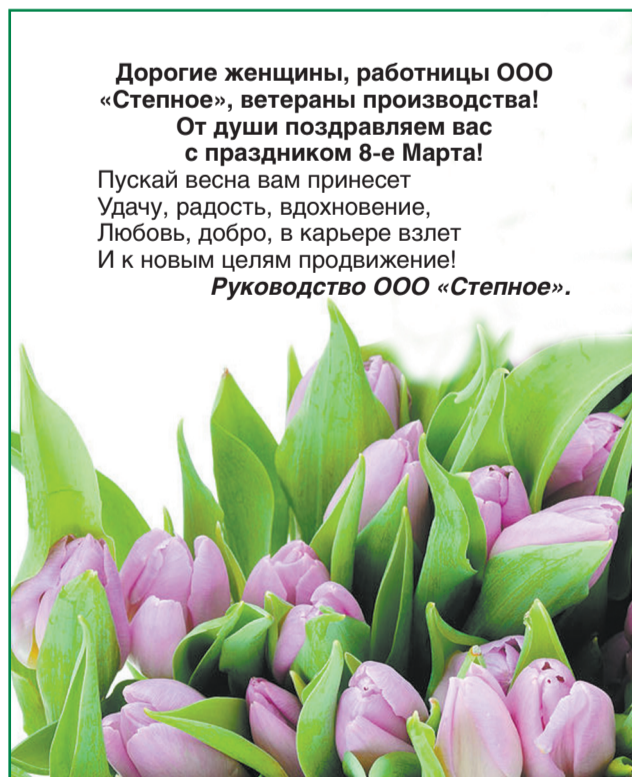 Дорогие женщины, работницы ООО
«Степное», ветераны производства!
От души поздравляем вас
с праздником 8-е Марта!
Пускай весна вам принесет
Удачу, радость, вдохновение,
Любовь, добро, в карьере взлет
И к новым целям продвижение!
Руководство ООО «Степное».